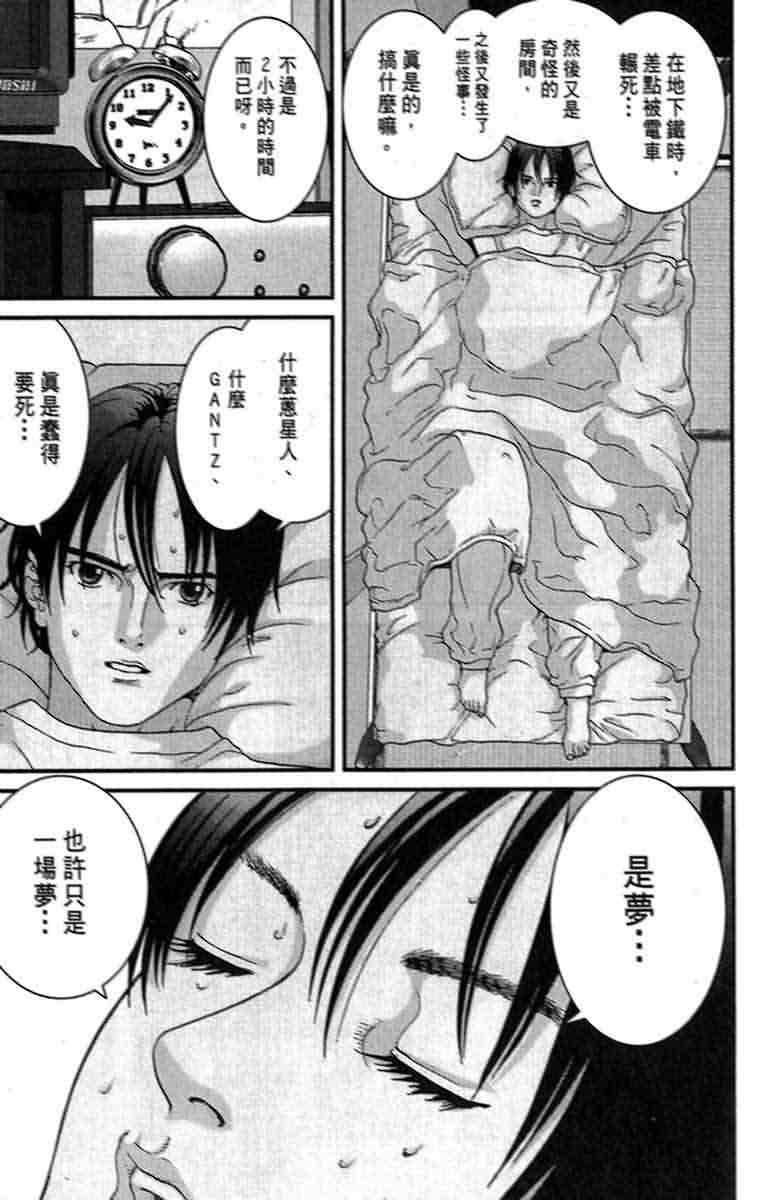 在地下鐵時，
差點被電車
輾死⋯
然後又是
奇怪的
房間，
之後又發生了
一些怪事⋯
眞是的，
搞什麼嘛。
不過是
2小時的時間
而已呀。
什麼蔥星人、
什麼
GANTZ、
眞是蠢得
要死⋯
是夢⋯
也許只是
一場夢⋯